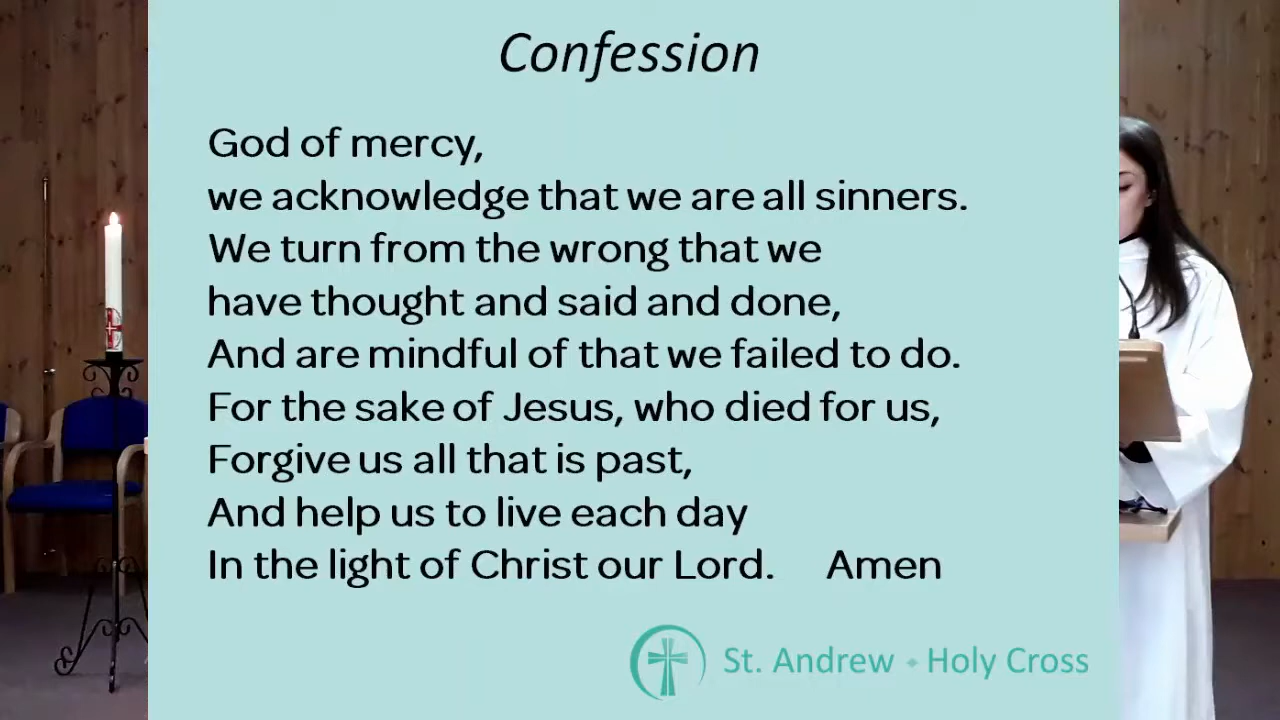 Confession
God of mercy,
we acknowledge that we are all sinners.
We turn from the wrong that we
have thought and said and done,
And are mindful of that we failed to do.
For the sake of Jesus, who died for us,
Forgive us all that is past,
And help us to live each day
In the light of Christ our Lord. Amen
St. Andrew Holy Cross